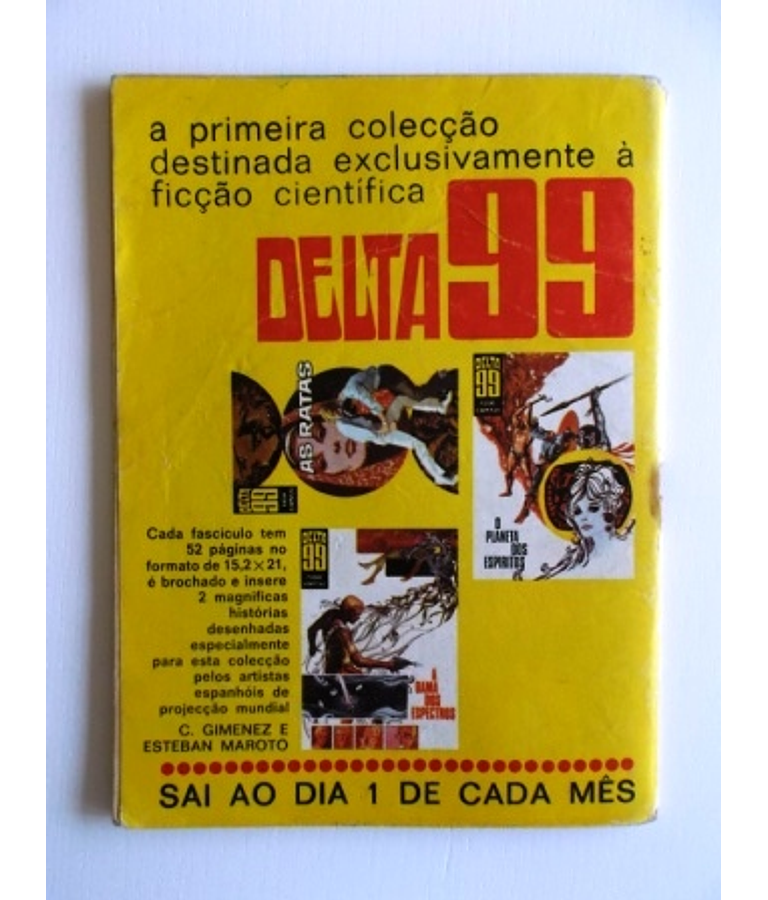 a primeira colecção
destinada exclusivamente à
ficção científica
DELTA 99
AS RATAS
DELTA
99
DELTA
99
O
PLANETA
DOS
ESPIRITOS
Cada fascículo tem
52 páginas no
formato de 15,2×21,
é brochado e insere
2 magníficas
histórias
desenhadas
especialmente
para esta colecção
pelos artistas
espanhóis de
projecção mundial
C. GIMENEZ E
ESTEBAN MAROTO
DELTA
99
A
DAMA
DOS
ESPECTROS
SAI AO DIA 1 DE CADA MÊS